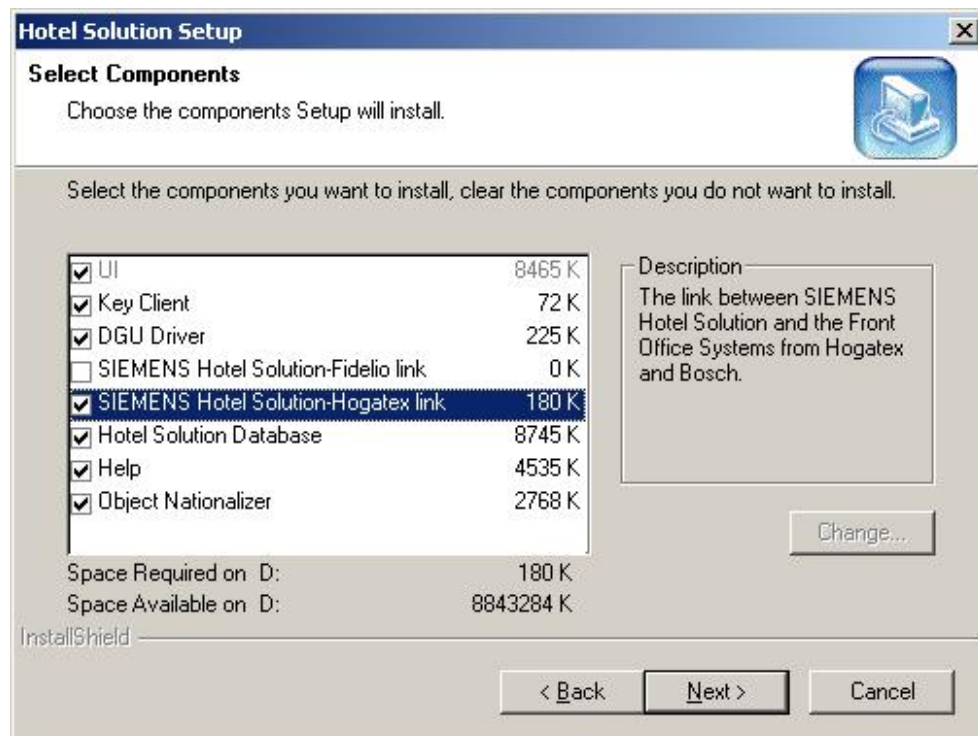 Hotel Solution Setup
Select Components
Choose the components Setup will install.
Select the components you want to install, clear the components you do not want to install.
UI 8465 K
Key Client 72 K
DGU Driver 225 K
SIEMENS Hotel Solution-Fidelio link 0 K
SIEMENS Hotel Solution-Hogatex link 180 K
Hotel Solution Database 8745 K
Help 4535 K
Object Nationalizer 2768 K
Description
The link between SIEMENS
Hotel Solution and the Front
Office Systems from Hogatex
and Bosch.
Change...
Space Required on D: 180 K
Space Available on D: 8843284 K
InstallShield
< Back Next > Cancel